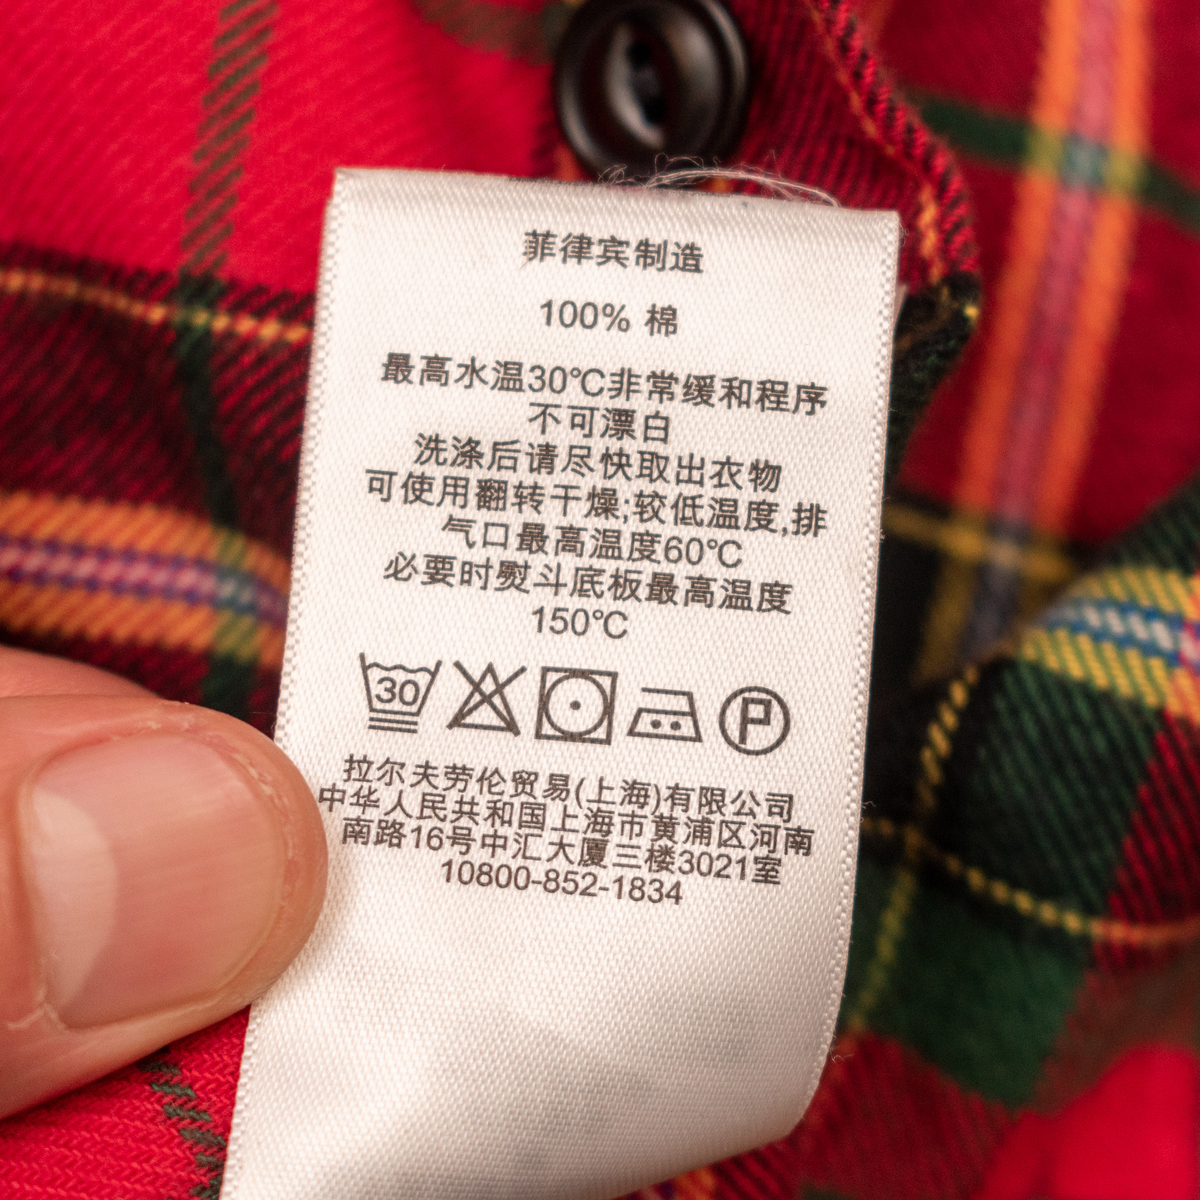 菲律宾制造
100% 棉
最高水温30℃非常缓和程序
不可漂白
洗涤后请尽快取出衣物
可使用翻转干燥;较低温度,排
气口最高温度60℃
必要时熨斗底板最高温度
150℃
30 P
拉尔夫劳伦贸易(上海)有限公司
中华人民共和国上海市黄浦区河南
南路16号中汇大厦三楼3021室
10800-852-1834